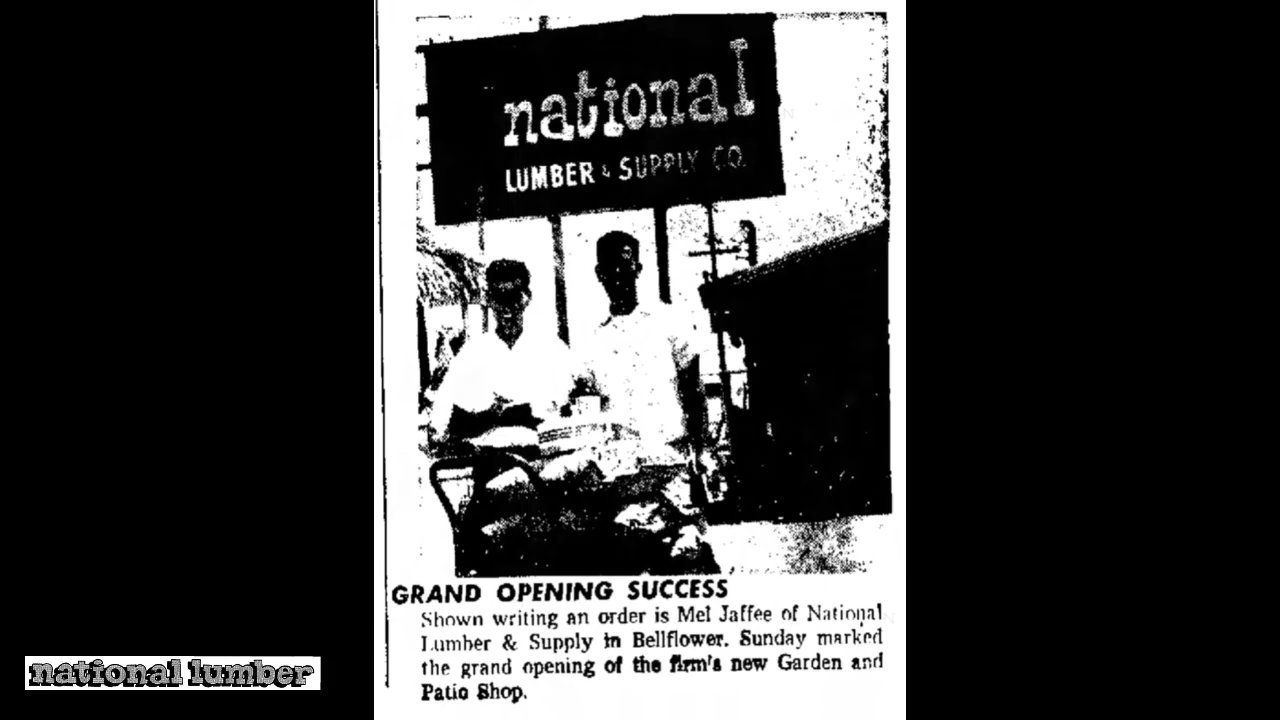 national
LUMBER & SUPPLY CO.
GRAND OPENING SUCCESS
Shown writing an order is Mel Jaffee of National
Lumber & Supply in Bellflower. Sunday marked
the grand opening of the firm's new Garden and
Patio Shop.
national lumber